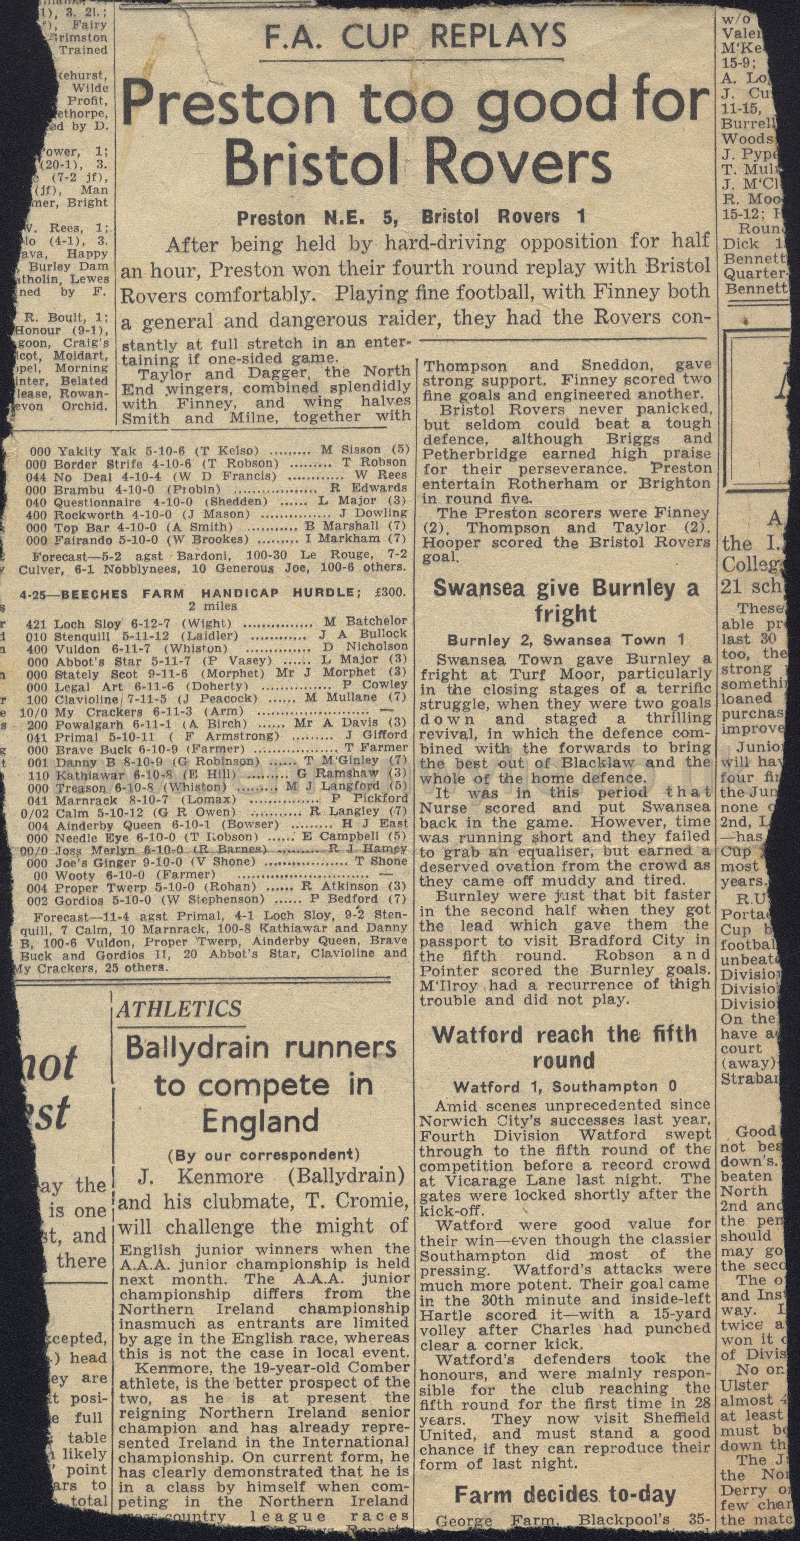 F.A. CUP REPLAYS
Preston too good for
Bristol Rovers
Preston N.E. 5, Bristol Rovers 1
After being held by hard-driving opposition for half
an hour, Preston won their fourth round replay with Bristol
Rovers comfortably. Playing fine football, with Finney both
a general and dangerous raider, they had the Rovers con-
stantly at full stretch in an enter-
taining if one-sided game.
Taylor and Dagger, the North
End wingers, combined splendidly
with Finney, and wing halves
Smith and Milne, together with
Thompson and Sneddon, gave
strong support. Finney scored two
fine goals and engineered another.
Bristol Rovers never panicked,
but seldom could beat a tough
defence, although Briggs and
Petherbridge earned high praise
for their perseverance. Preston
entertain Rotherham or Brighton
in round five.
The Preston scorers were Finney
(2), Thompson and Taylor (2).
Hooper scored the Bristol Rovers
goal.
Swansea give Burnley a
fright
Burnley 2, Swansea Town 1
Swansea Town gave Burnley a
fright at Turf Moor, particularly
in the closing stages of a terrific
struggle, when they were two goals
down and staged a thrilling
revival, in which the defence com-
bined with the forwards to bring
the best out of Blacklaw and the
whole of the home defence.
It was in this period that
Nurse scored and put Swansea
back in the game. However, time
was running short and they failed
to grab an equaliser, but earned a
deserved ovation from the crowd as
they came off muddy and tired.
Burnley were just that bit faster
in the second half when they got
the lead which gave them the
passport to visit Bradford City in
the fifth round. Robson and
Pointer scored the Burnley goals.
M'Ilroy had a recurrence of thigh
trouble and did not play.
Watford reach the fifth
round
Watford 1, Southampton 0
Amid scenes unprecedented since
Norwich City's successes last year,
Fourth Division Watford swept
through to the fifth round of the
competition before a record crowd
at Vicarage Lane last night. The
gates were locked shortly after the
kick-off.
Watford were good value for
their win—even though the classier
Southampton did most of the
pressing. Watford's attacks were
much more potent. Their goal came
in the 30th minute and inside-left
Hartle scored it—with a 15-yard
volley after Charles had punched
clear a corner kick.
Watford's defenders took the
honours, and were mainly respon-
sible for the club reaching the
fifth round for the first time in 28
years. They now visit Sheffield
United, and must stand a good
chance if they can reproduce their
form of last night.
Farm decides to-day
George Farm, Blackpool's 35-
000 Yakity Yak 5-10-6 (T Kelso) ......... M Sisson (5)
000 Border Strife 4-10-6 (T Robson) ......... T Robson
044 No Deal 4-10-4 (W D Francis) ............ W Rees
000 Brambu 4-10-0 (Probin) .................. R Edwards
040 Questionnaire 4-10-0 (Shedden) ...... L Major (3)
400 Rockworth 4-10-0 (J Mason) ............... J Dowling
000 Top Bar 4-10-0 (A Smith) ........... B Marshall (7)
000 Fairando 5-10-0 (W Brookes) ........ I Markham (7)
Forecast—5-2 agst Bardoni, 100-30 Le Rouge, 7-2
Culver, 6-1 Nobblynees, 10 Generous Joe, 100-6 others.
4-25—BEECHES FARM HANDICAP HURDLE; £300.
2 miles
421 Loch Sloy 6-12-7 (Wight) ............... M Batchelor
010 Stenquill 5-11-12 (Laidler) ............ J A Bullock
400 Vuldon 6-11-7 (Whiston) ............... D Nicholson
000 Abbot's Star 5-11-7 (P Vasey) ...... L Major (3)
000 Stately Scot 9-11-6 (Morphet) Mr J Morphet (3)
000 Legal Art 6-11-6 (Doherty) ............... P Cowley
100 Clavioline 7-11-5 (J Peacock) ...... M Mullane (7)
10/0 My Crackers 6-11-3 (Arm) ..................... —
200 Powalgarh 6-11-1 (A Birch) ...... Mr A Davis (3)
041 Primal 5-10-11 ( F Armstrong) ......... J Gifford
000 Brave Buck 6-10-9 (Farmer) ............... T Farmer
001 Danny B 8-10-9 (G Robinson) ...... T M'Ginley (7)
110 Kathiawar 6-10-8 (E Hill) ......... G Ramshaw (3)
000 Treason 6-10-8 (Whiston) ......... M J Langford (5)
041 Marnrack 8-10-7 (Lomax) ............... P Pickford
0/02 Calm 5-10-12 (G R Owen) ......... R Langley (7)
004 Ainderby Queen 6-10-1 (Bowser) ......... H J East
000 Needle Eye 6-10-0 (T Robson) ...... E Campbell (5)
00/0 Joss Merlyn 6-10-0 (R Barnes) ......... R J Hamey
000 Joe's Ginger 9-10-0 (V Shone) ............... T Shone
00 Wooty 6-10-0 (Farmer) .............................. —
004 Proper Twerp 5-10-0 (Rohan) ...... R Atkinson (3)
002 Gordios 5-10-0 (W Stephenson) ...... P Bedford (7)
Forecast—11-4 agst Primal, 4-1 Loch Sloy, 9-2 Sten-
quill, 7 Calm, 10 Marnrack, 100-8 Kathiawar and Danny
B, 100-6 Vuldon, Proper Twerp, Ainderby Queen, Brave
Buck and Gordios II, 20 Abbot's Star, Clavioline and
My Crackers, 25 others.
ATHLETICS
Ballydrain runners
to compete in
England
(By our correspondent)
J. Kenmore (Ballydrain)
and his clubmate, T. Cromie,
will challenge the might of
English junior winners when the
A.A.A. junior championship is held
next month. The A.A.A. junior
championship differs from the
Northern Ireland championship
inasmuch as entrants are limited
by age in the English race, whereas
this is not the case in local event.
Kenmore, the 19-year-old Comber
athlete, is the better prospect of the
two, as he is at present the
reigning Northern Ireland senior
champion and has already repre-
sented Ireland in the International
championship. On current form, he
has clearly demonstrated that he is
in a class by himself when com-
peting in the Northern Ireland
country league races